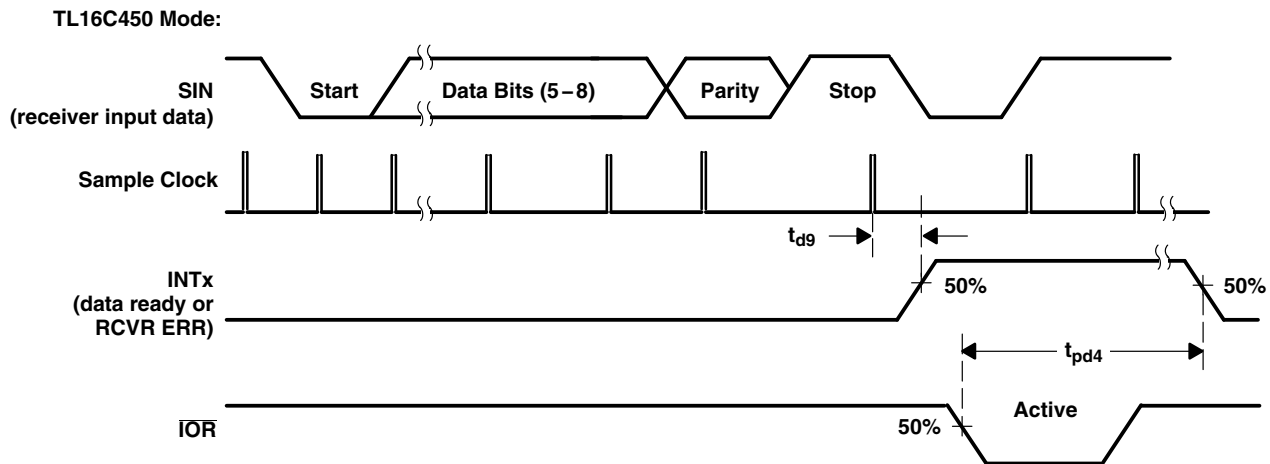 TL16C450 Mode:
SIN
(receiver input data)
Start
Data Bits (5–8)
Parity
Stop
Sample Clock
td9
INTx
(data ready or
RCVR ERR)
50%
50%
tpd4
IOR
50%
Active